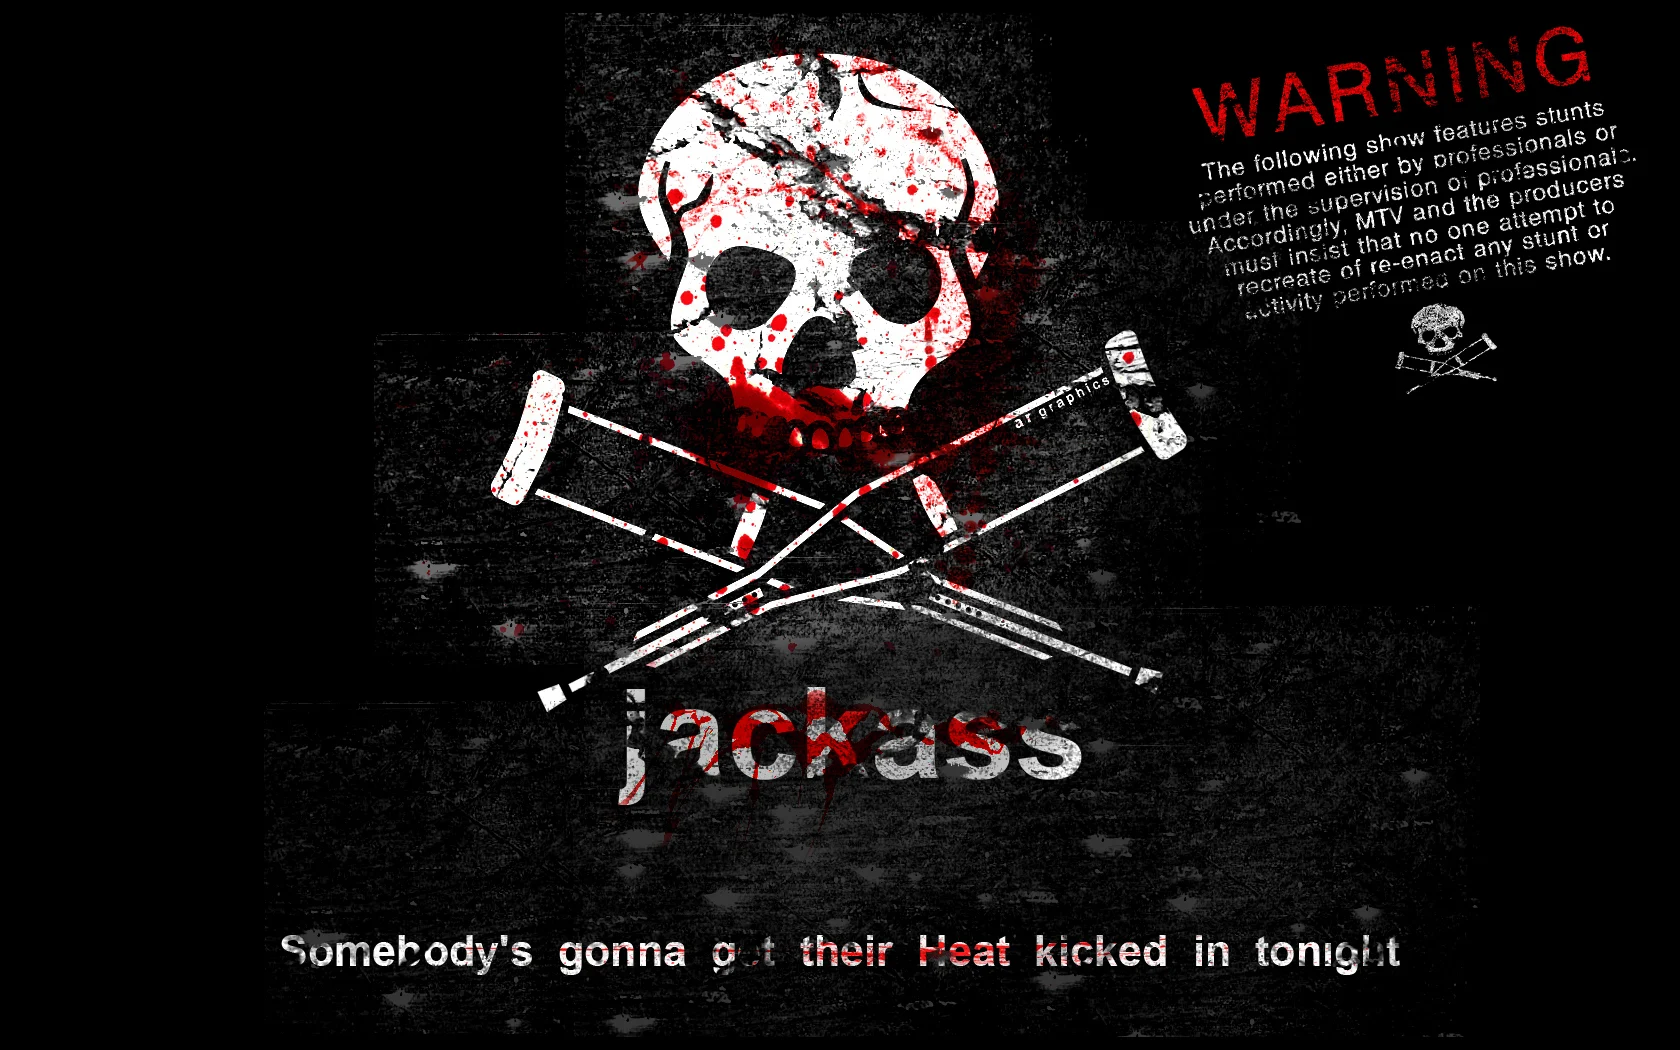 WARNING
The following show features stunts
performed either by professionals or
under the supervision of professionals.
Accordingly, MTV and the producers
must insist that no one attempt to
recreate of re-enact any stunt or
activity performed on this show.
ar graphics
jackass
Somebody's gonna get their Heat kicked in tonight